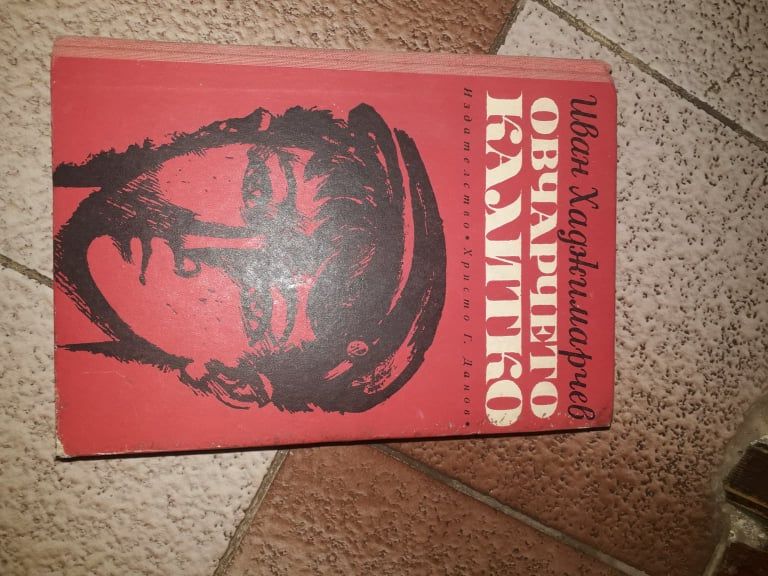 Иван Хаджимарчев
ОВЧАРЧЕТО
КАЛИТКО
Издателство • Христо Г. Данов •